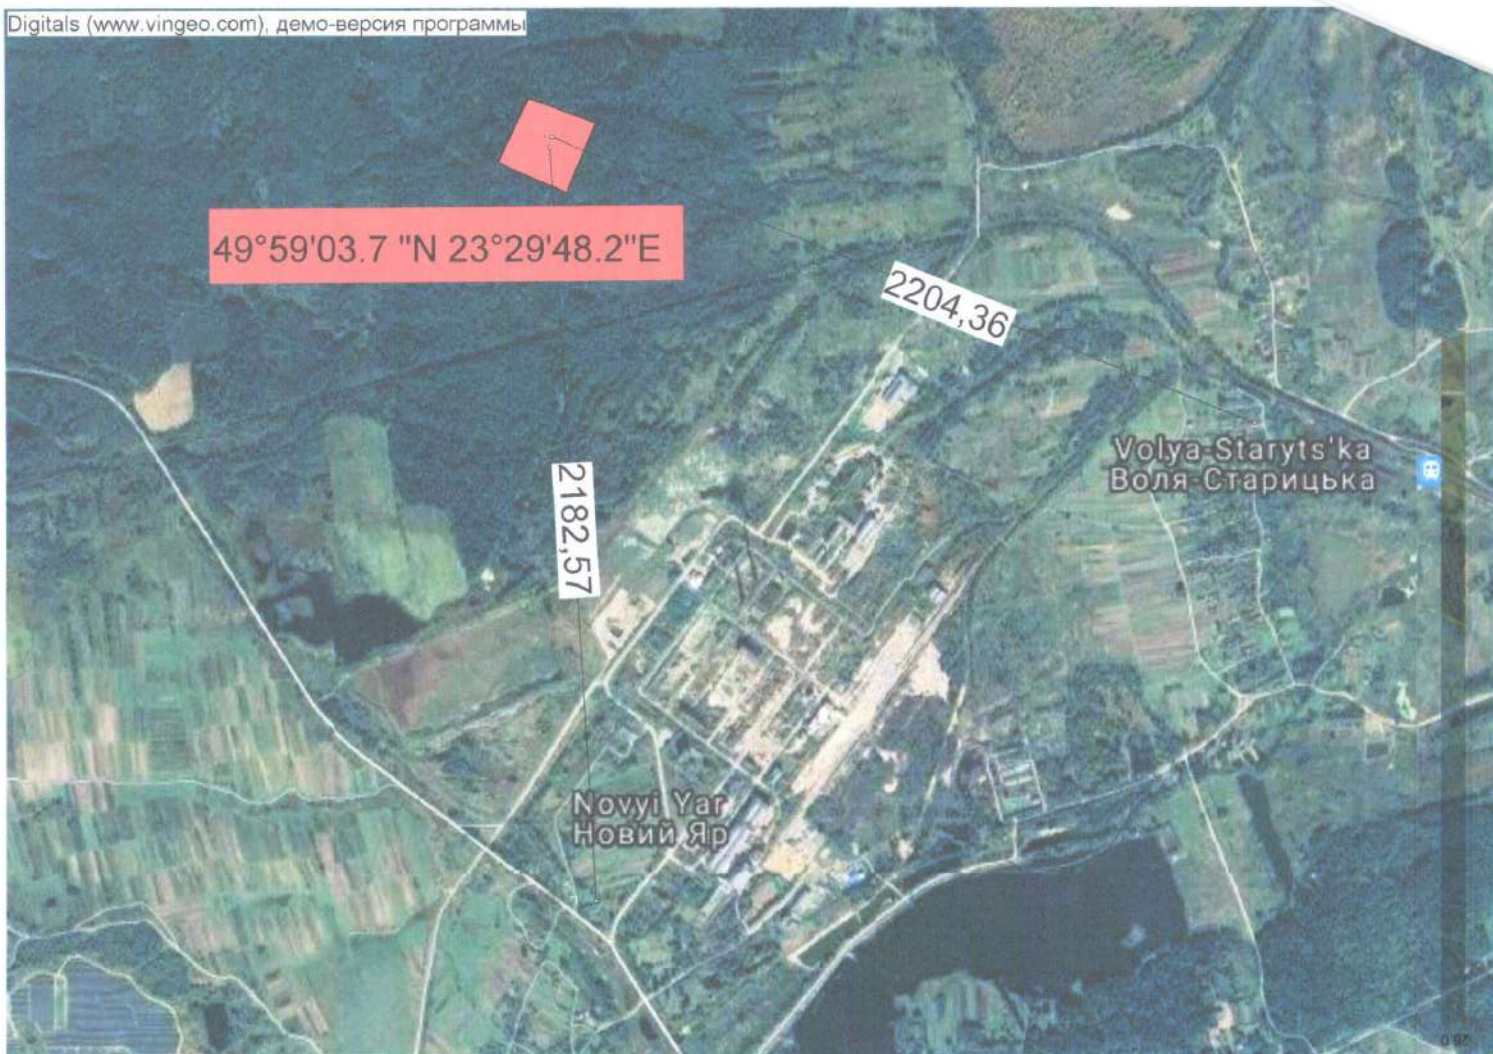 Digitals (www.vingeo.com), демо-версия программы
49°59'03.7 "N 23°29'48.2"E
2204,36
Volya-Staryts'ka
Воля-Старицька
2182,57
Novyi Yar
Новий Яр